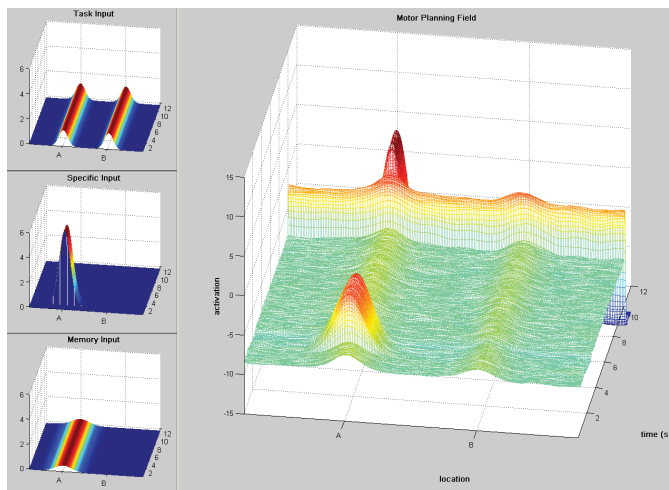 Task Input
6
4
2
0
A
B
2
4
6
8
10
12
Specific Input
6
4
2
0
A
B
2
4
6
8
10
12
Memory Input
6
4
2
0
A
B
2
4
6
8
10
12
Motor Planning Field
15
10
5
0
-5
-10
-15
activation
A
B
location
2
4
6
8
10
12
time (s